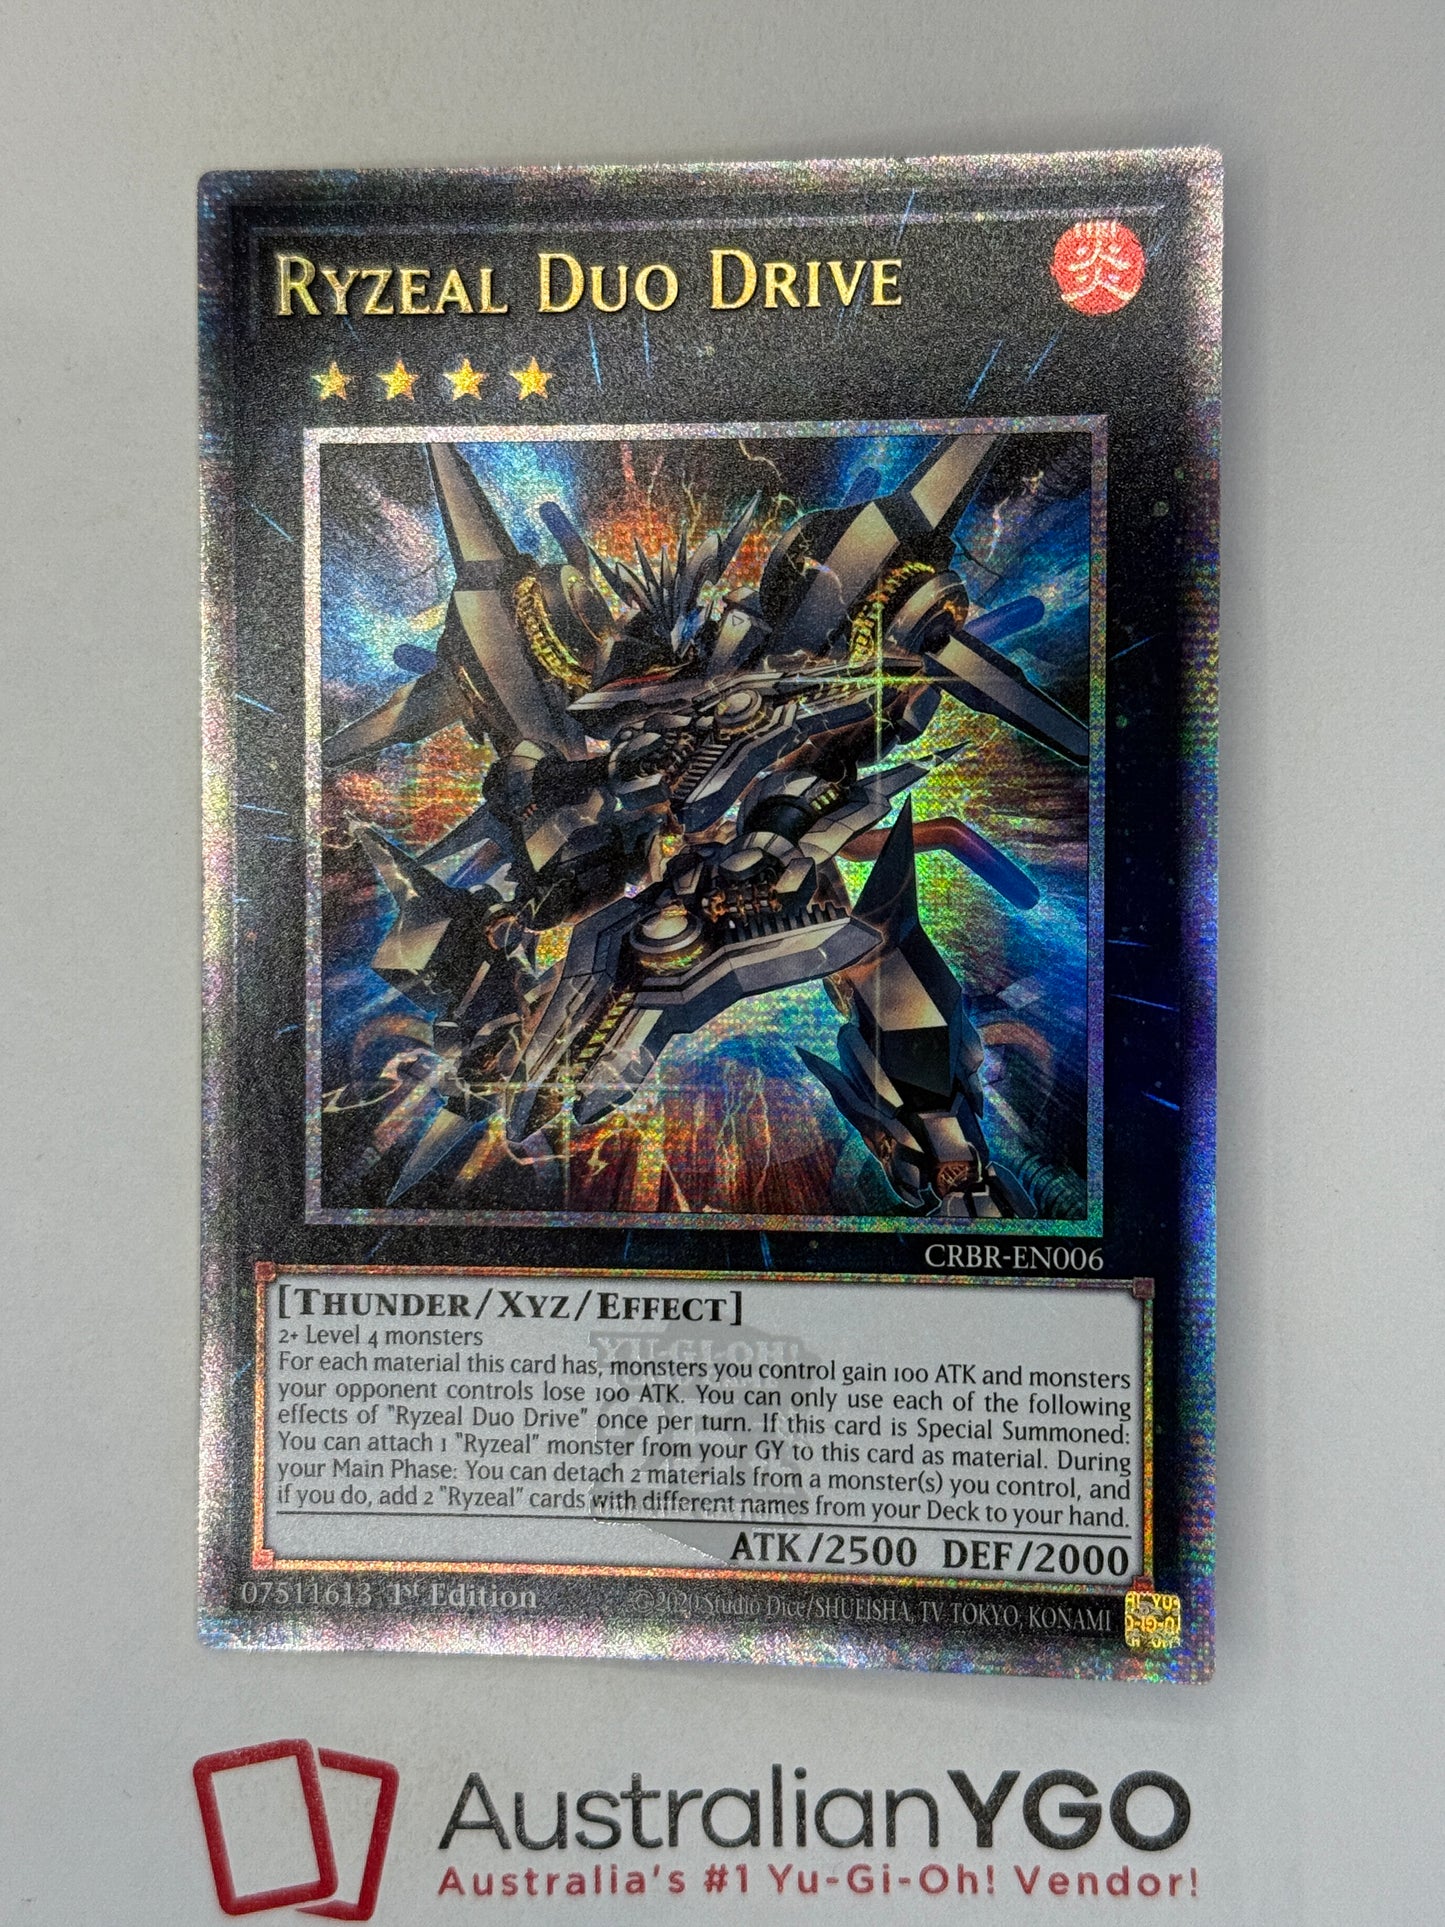 Ryzeal Duo Drive
炎
CRBR-EN006
[Thunder/Xyz/Effect]
2+ Level 4 monsters
For each material this card has, monsters you control gain 100 ATK and monsters
your opponent controls lose 100 ATK. You can only use each of the following
effects of "Ryzeal Duo Drive" once per turn. If this card is Special Summoned:
You can attach 1 "Ryzeal" monster from your GY to this card as material. During
your Main Phase: You can detach 2 materials from a monster(s) you control, and
if you do, add 2 "Ryzeal" cards with different names from your Deck to your hand.
YU-GI-OH!
ATK/2500 DEF/2000
07511613 1st Edition
©2020 Studio Dice/SHUEISHA, TV TOKYO, KONAMI
AustralianYGO
Australia's #1 Yu-Gi-Oh! Vendor!